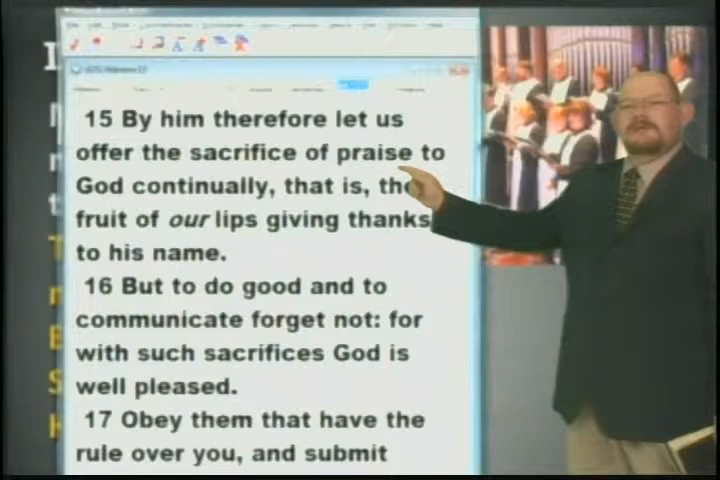 15 By him therefore let us
offer the sacrifice of praise to
God continually, that is, the
fruit of our lips giving thanks
to his name.
16 But to do good and to
communicate forget not: for
with such sacrifices God is
well pleased.
17 Obey them that have the
rule over you, and submit